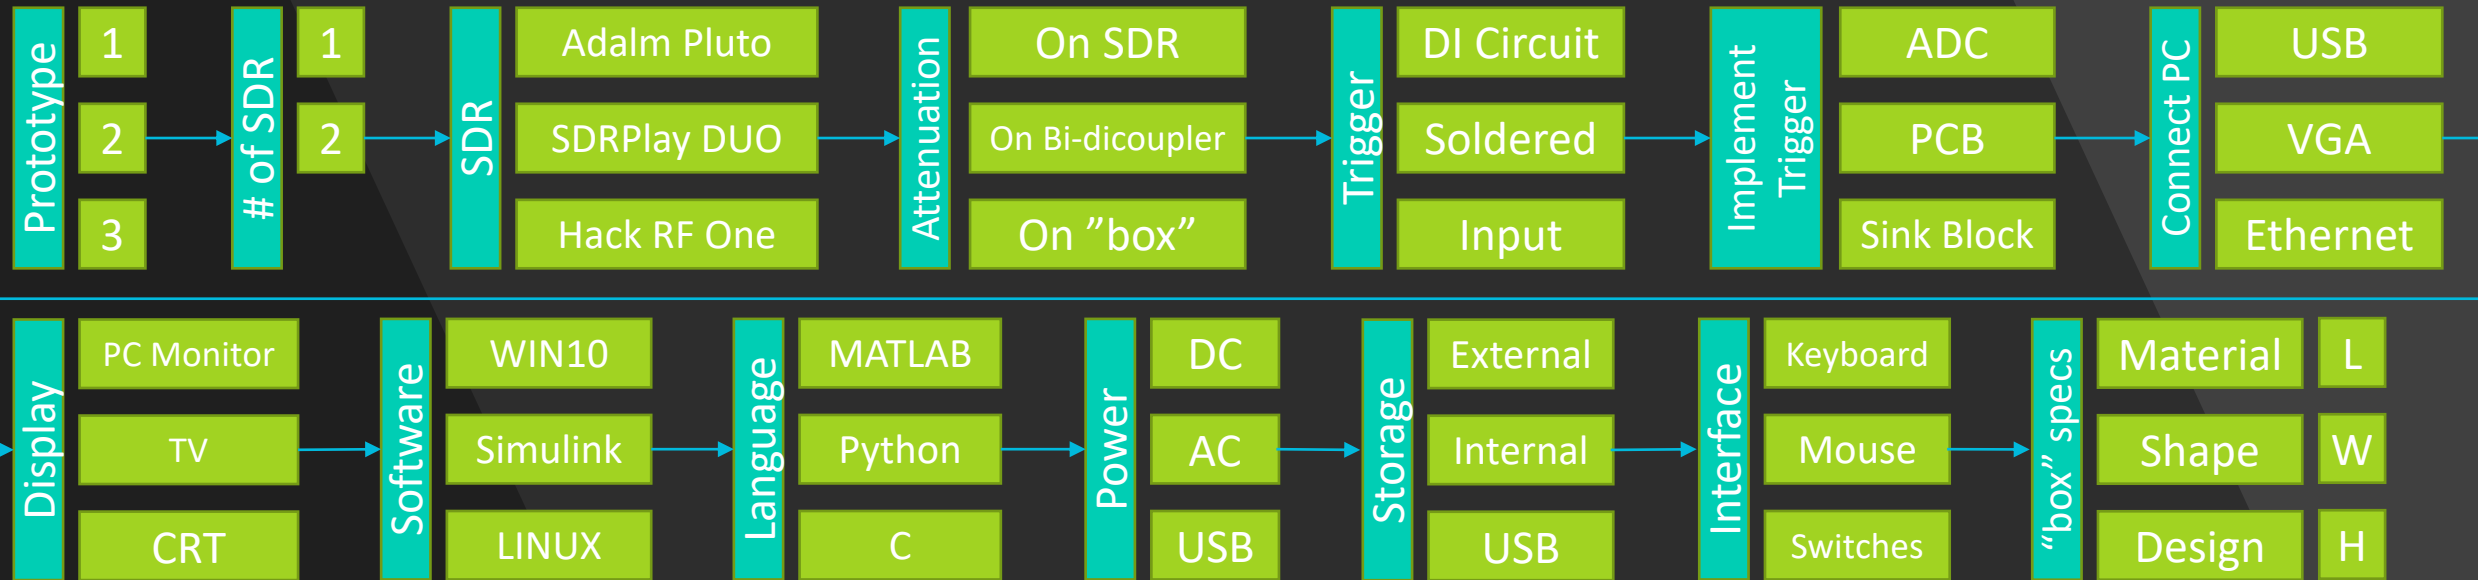 Prototype
1
2
3
# of SDR
1
2
SDR
Adalm Pluto
SDRPlay DUO
Hack RF One
Attenuation
On SDR
On Bi-dicoupler
On ”box”
Trigger
DI Circuit
Soldered
Input
Implement
Trigger
ADC
PCB
Sink Block
Connect PC
USB
VGA
Ethernet
Display
PC Monitor
TV
CRT
Software
WIN10
Simulink
LINUX
Language
MATLAB
Python
C
Power
DC
AC
USB
Storage
External
Internal
USB
Interface
Keyboard
Mouse
Switches
“box” specs
Material
Shape
Design
L
W
H